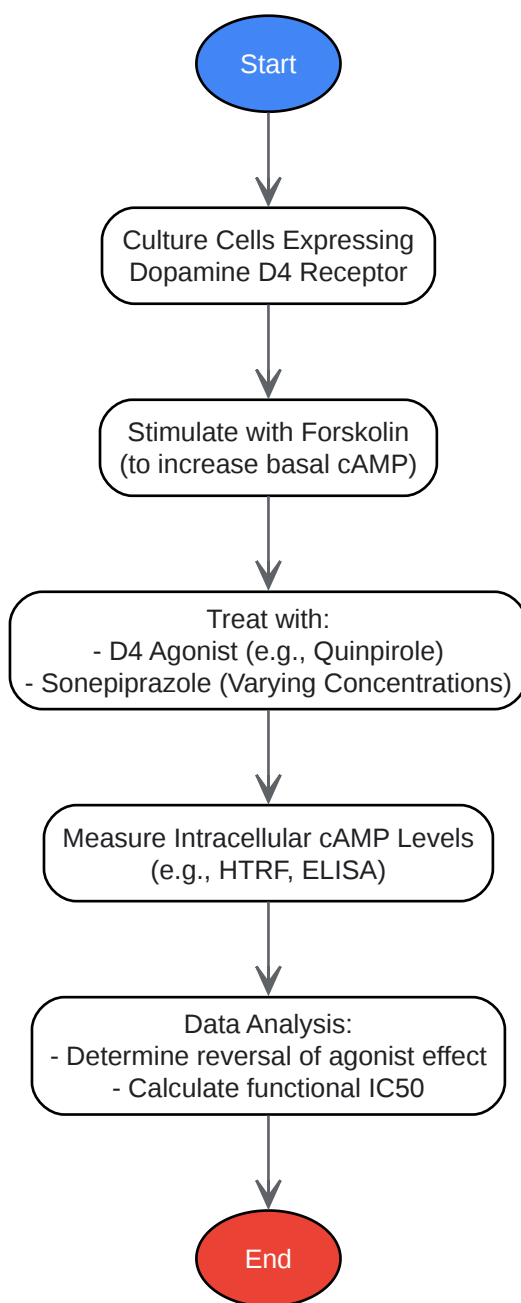 Start
Culture Cells Expressing
Dopamine D4 Receptor
Stimulate with Forskolin
(to increase basal cAMP)
Treat with:
- D4 Agonist (e.g., Quinpirole)
- Sonepiprazole (Varying Concentrations)
Measure Intracellular cAMP Levels
(e.g., HTRF, ELISA)
Data Analysis:
- Determine reversal of agonist effect
- Calculate functional IC50
End